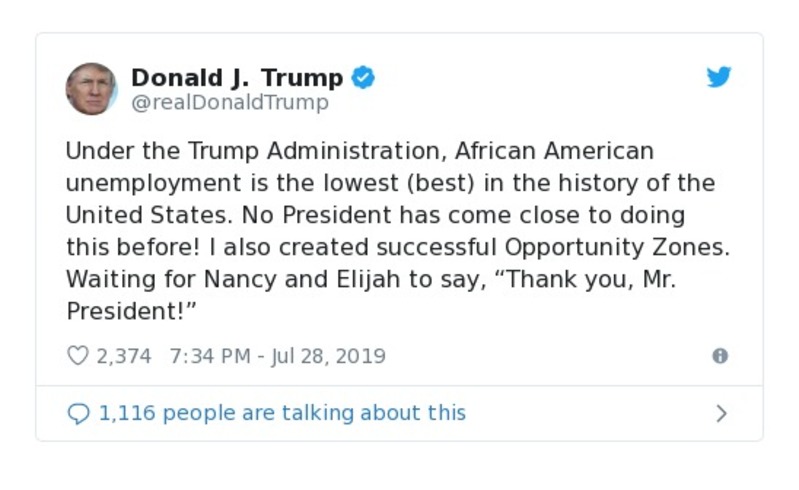 Donald J. Trump
@realDonaldTrump
Under the Trump Administration, African American
unemployment is the lowest (best) in the history of the
United States. No President has come close to doing
this before! I also created successful Opportunity Zones.
Waiting for Nancy and Elijah to say, “Thank you, Mr.
President!”
2,374 7:34 PM - Jul 28, 2019
1,116 people are talking about this